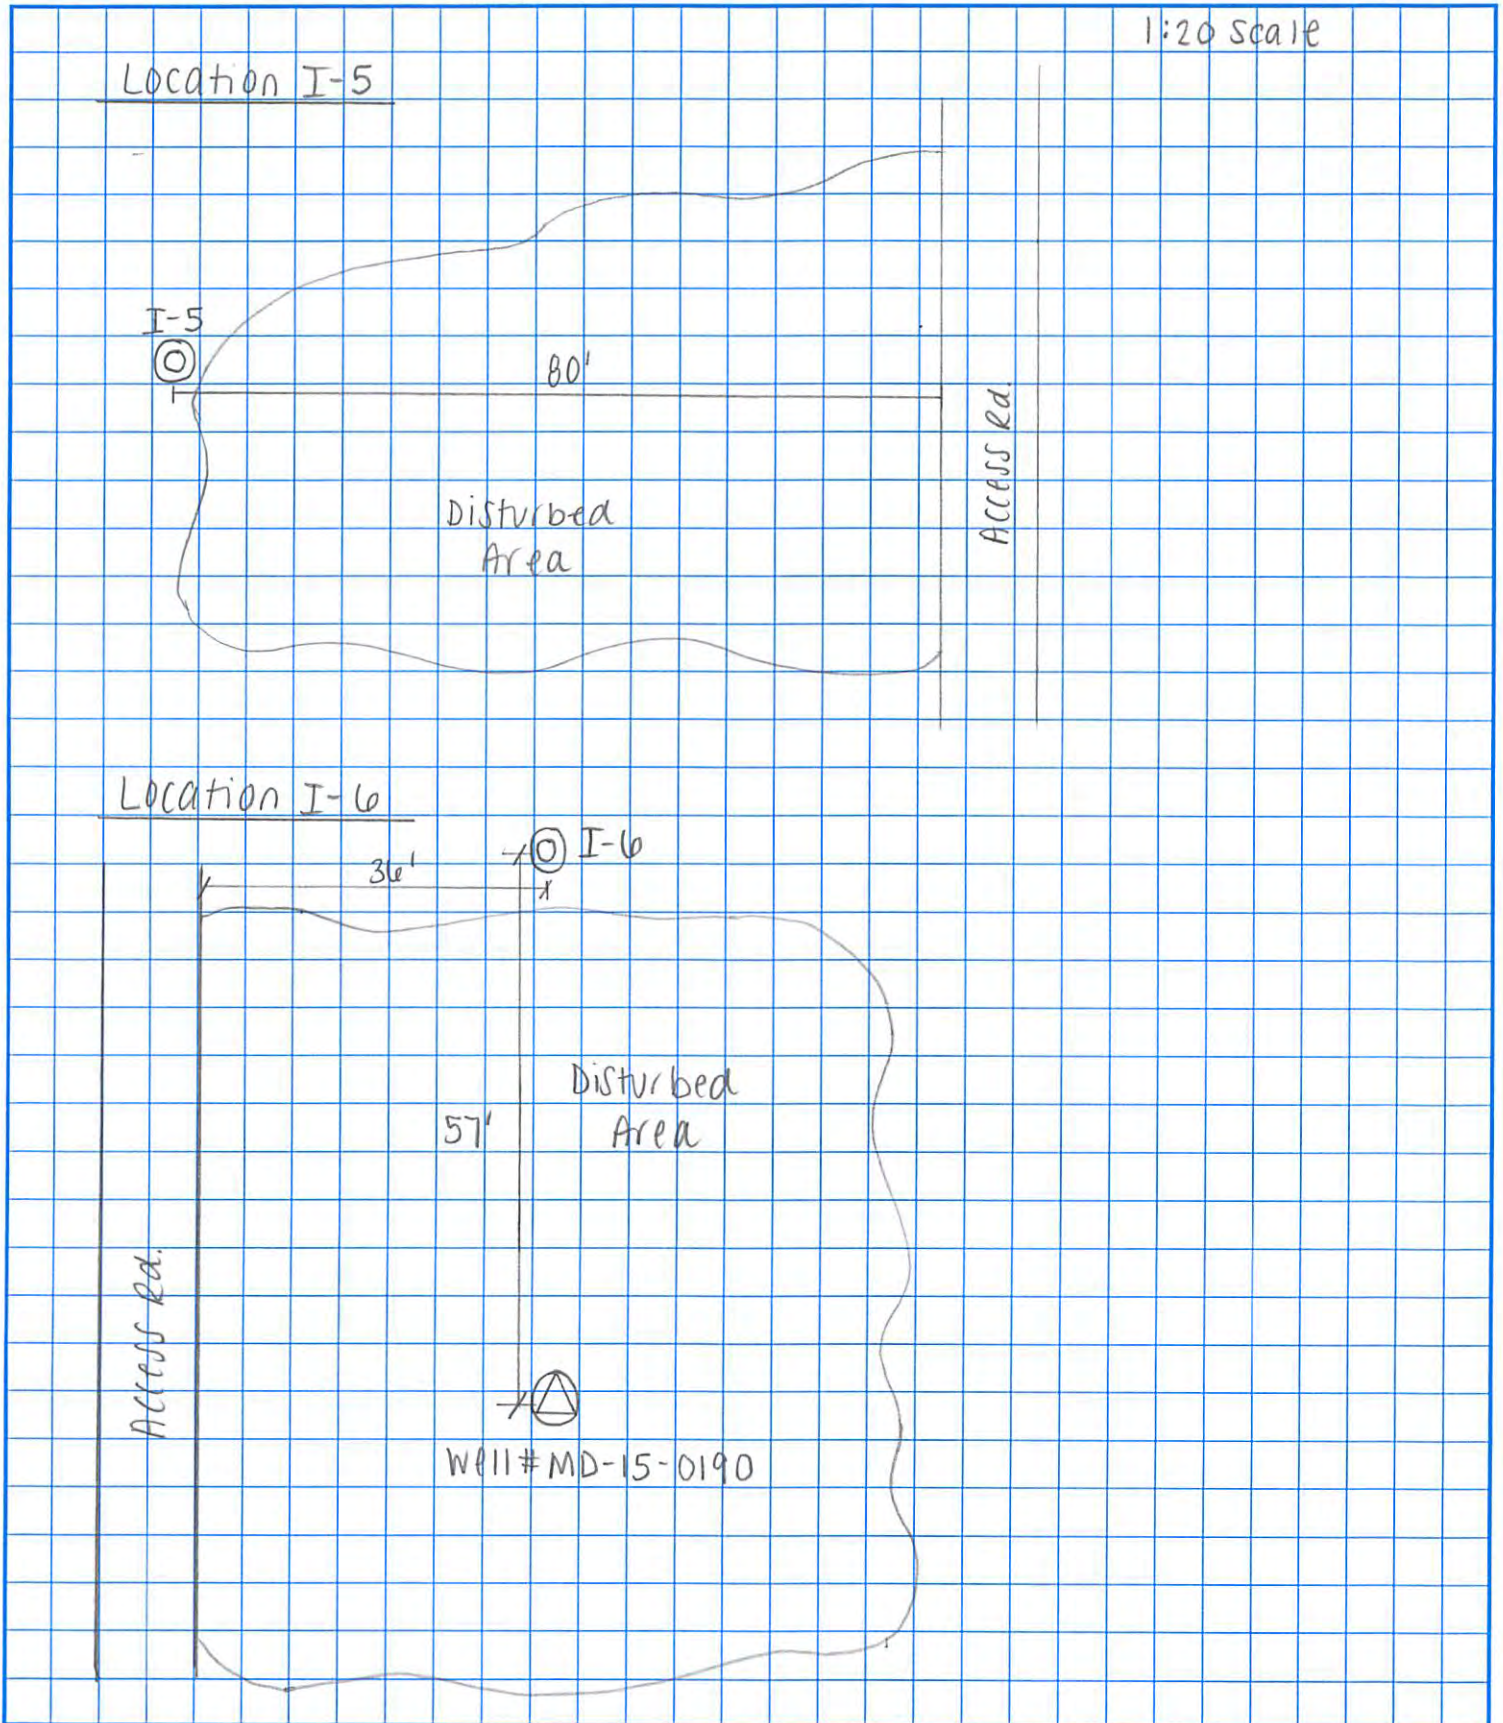 1:20 scale
Location I-5
I-5
80'
Access Rd.
Disturbed
Area
Location I-6
I-6
36'
Disturbed
Area
57'
Access Rd.
Well#MD-15-0190